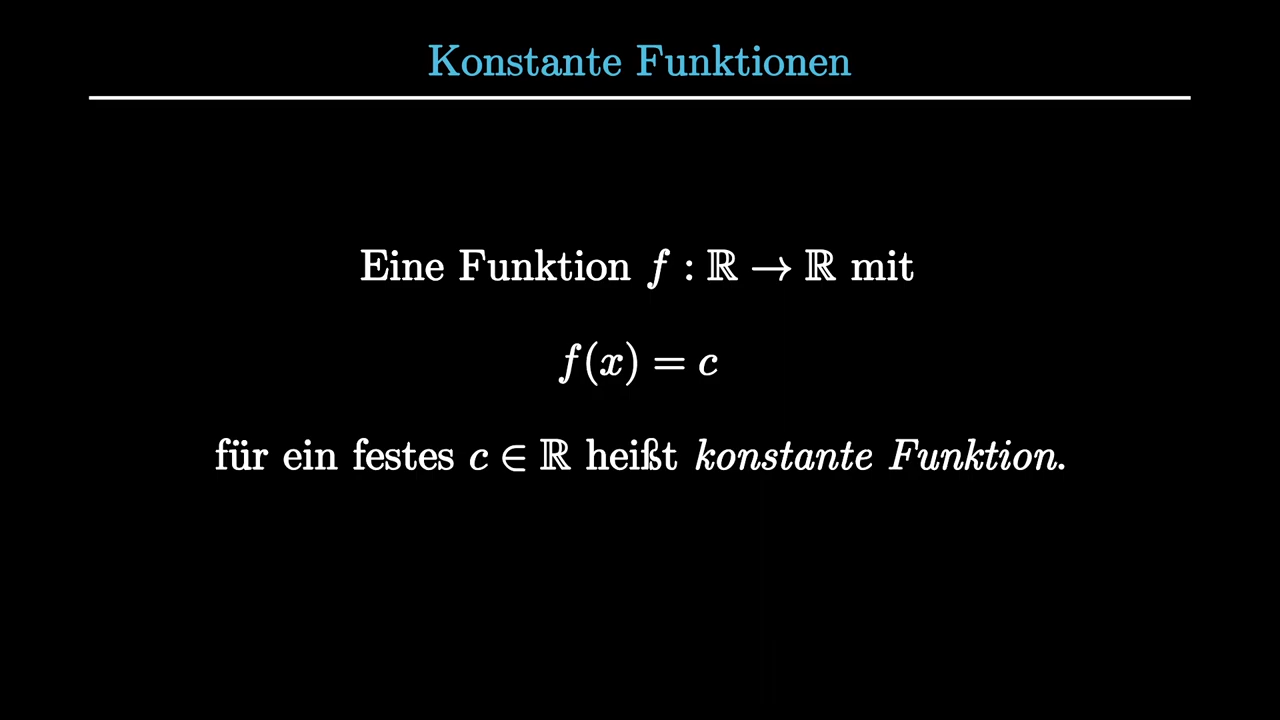 Konstante Funktionen
Eine Funktion f : ℝ → ℝ mit
f(x) = c
für ein festes c ∈ ℝ heißt konstante Funktion.